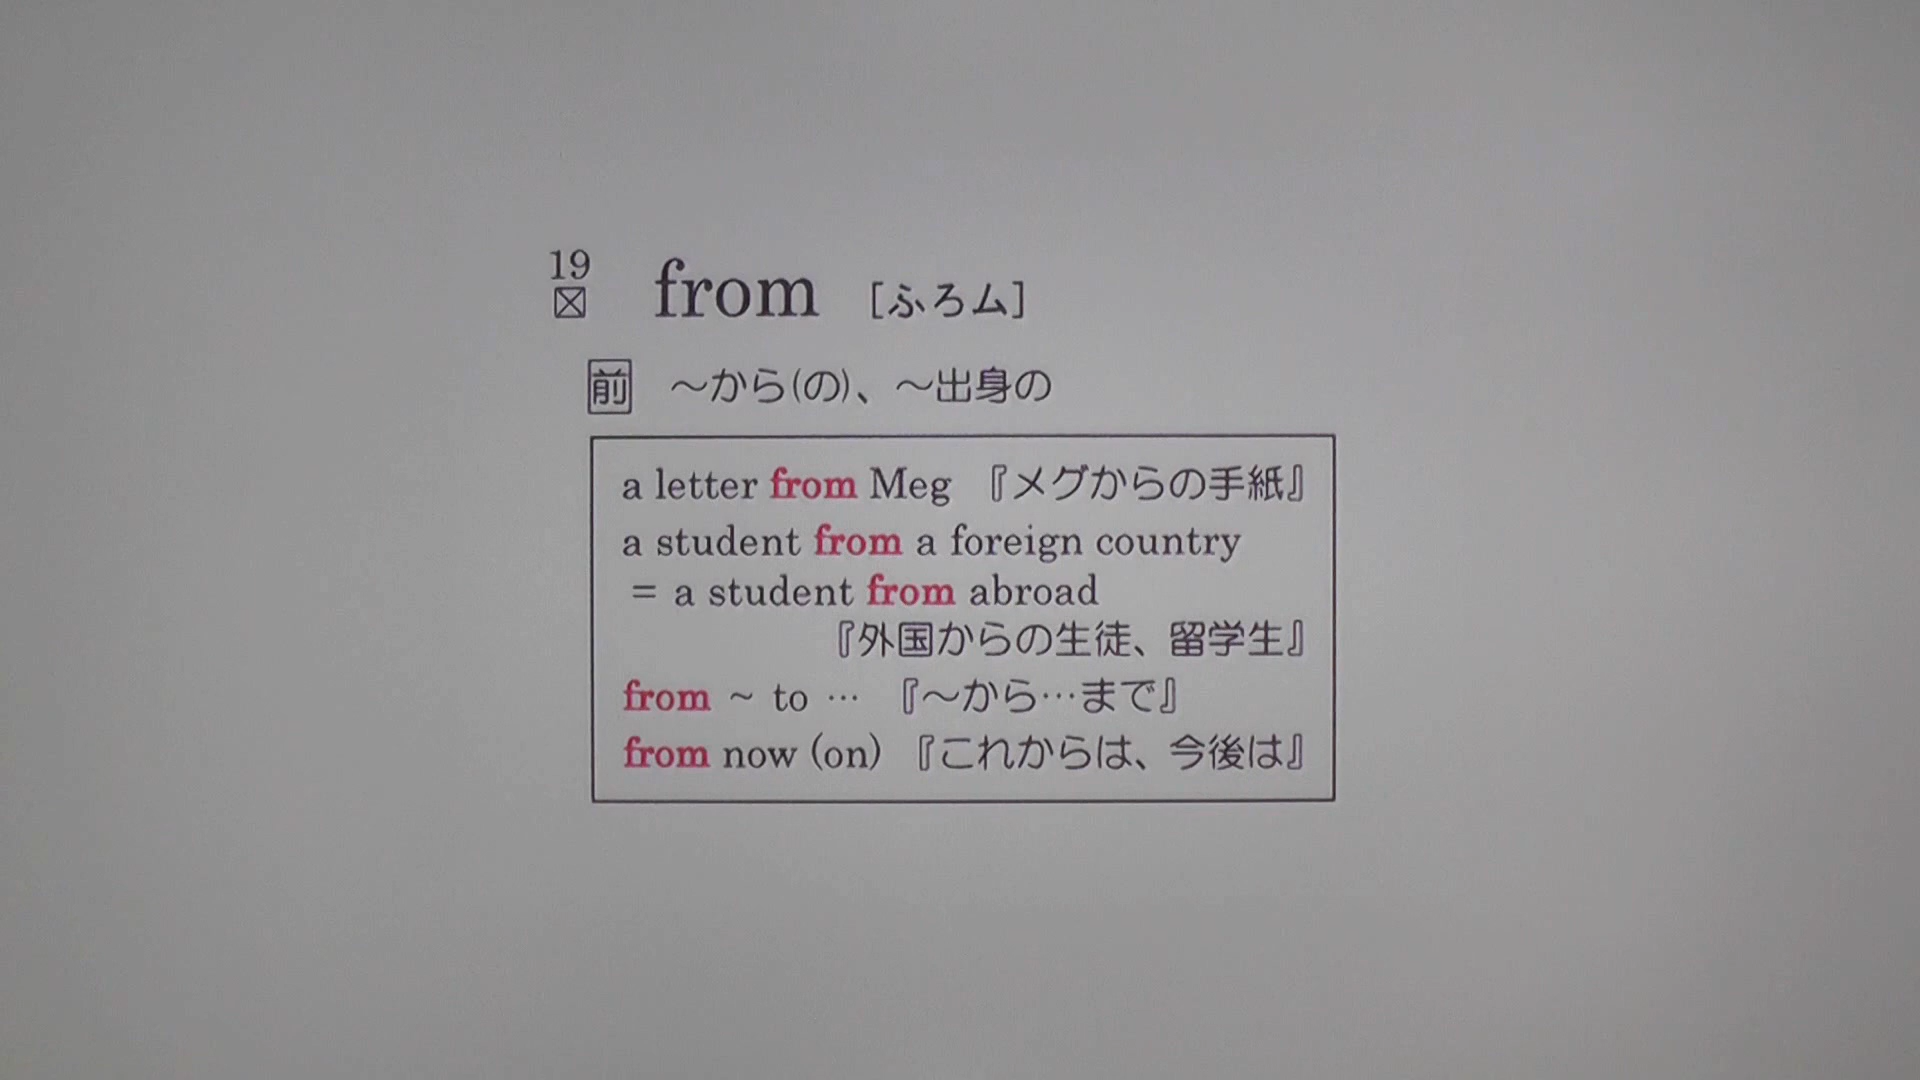 19
☒ from [ふろム]
前 ～から(の)、～出身の
a letter from Meg 『メグからの手紙』
a student from a foreign country
= a student from abroad
『外国からの生徒、留学生』
from ~ to … 『～から…まで』
from now (on) 『これからは、今後は』